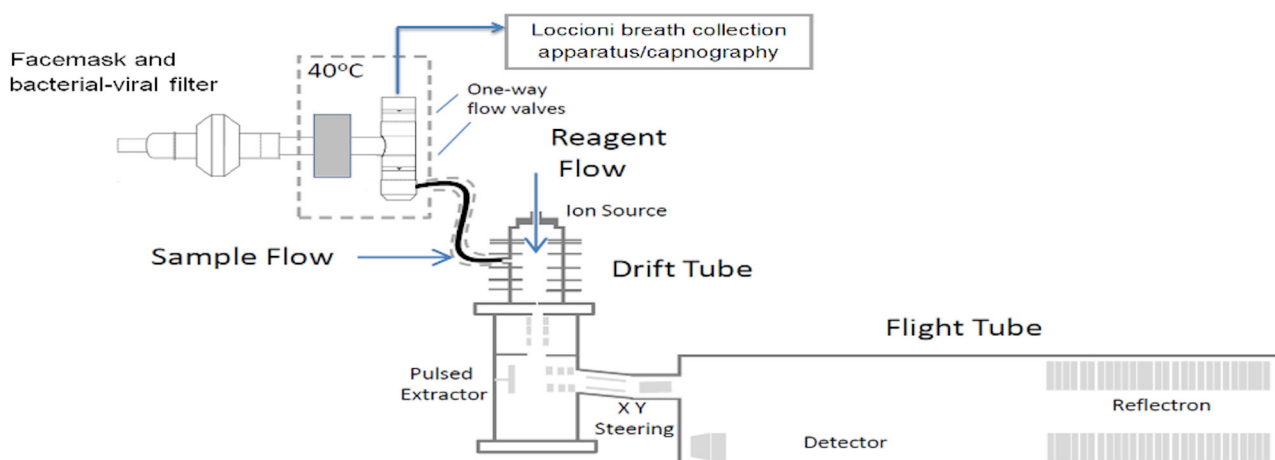 Loccioni breath collection
apparatus/capnography
Facemask and
bacterial-viral filter
40°C
One-way
flow valves
Reagent
Flow
Ion Source
Sample Flow
Drift Tube
Flight Tube
Pulsed
Extractor
X Y
Steering
Reflectron
Detector